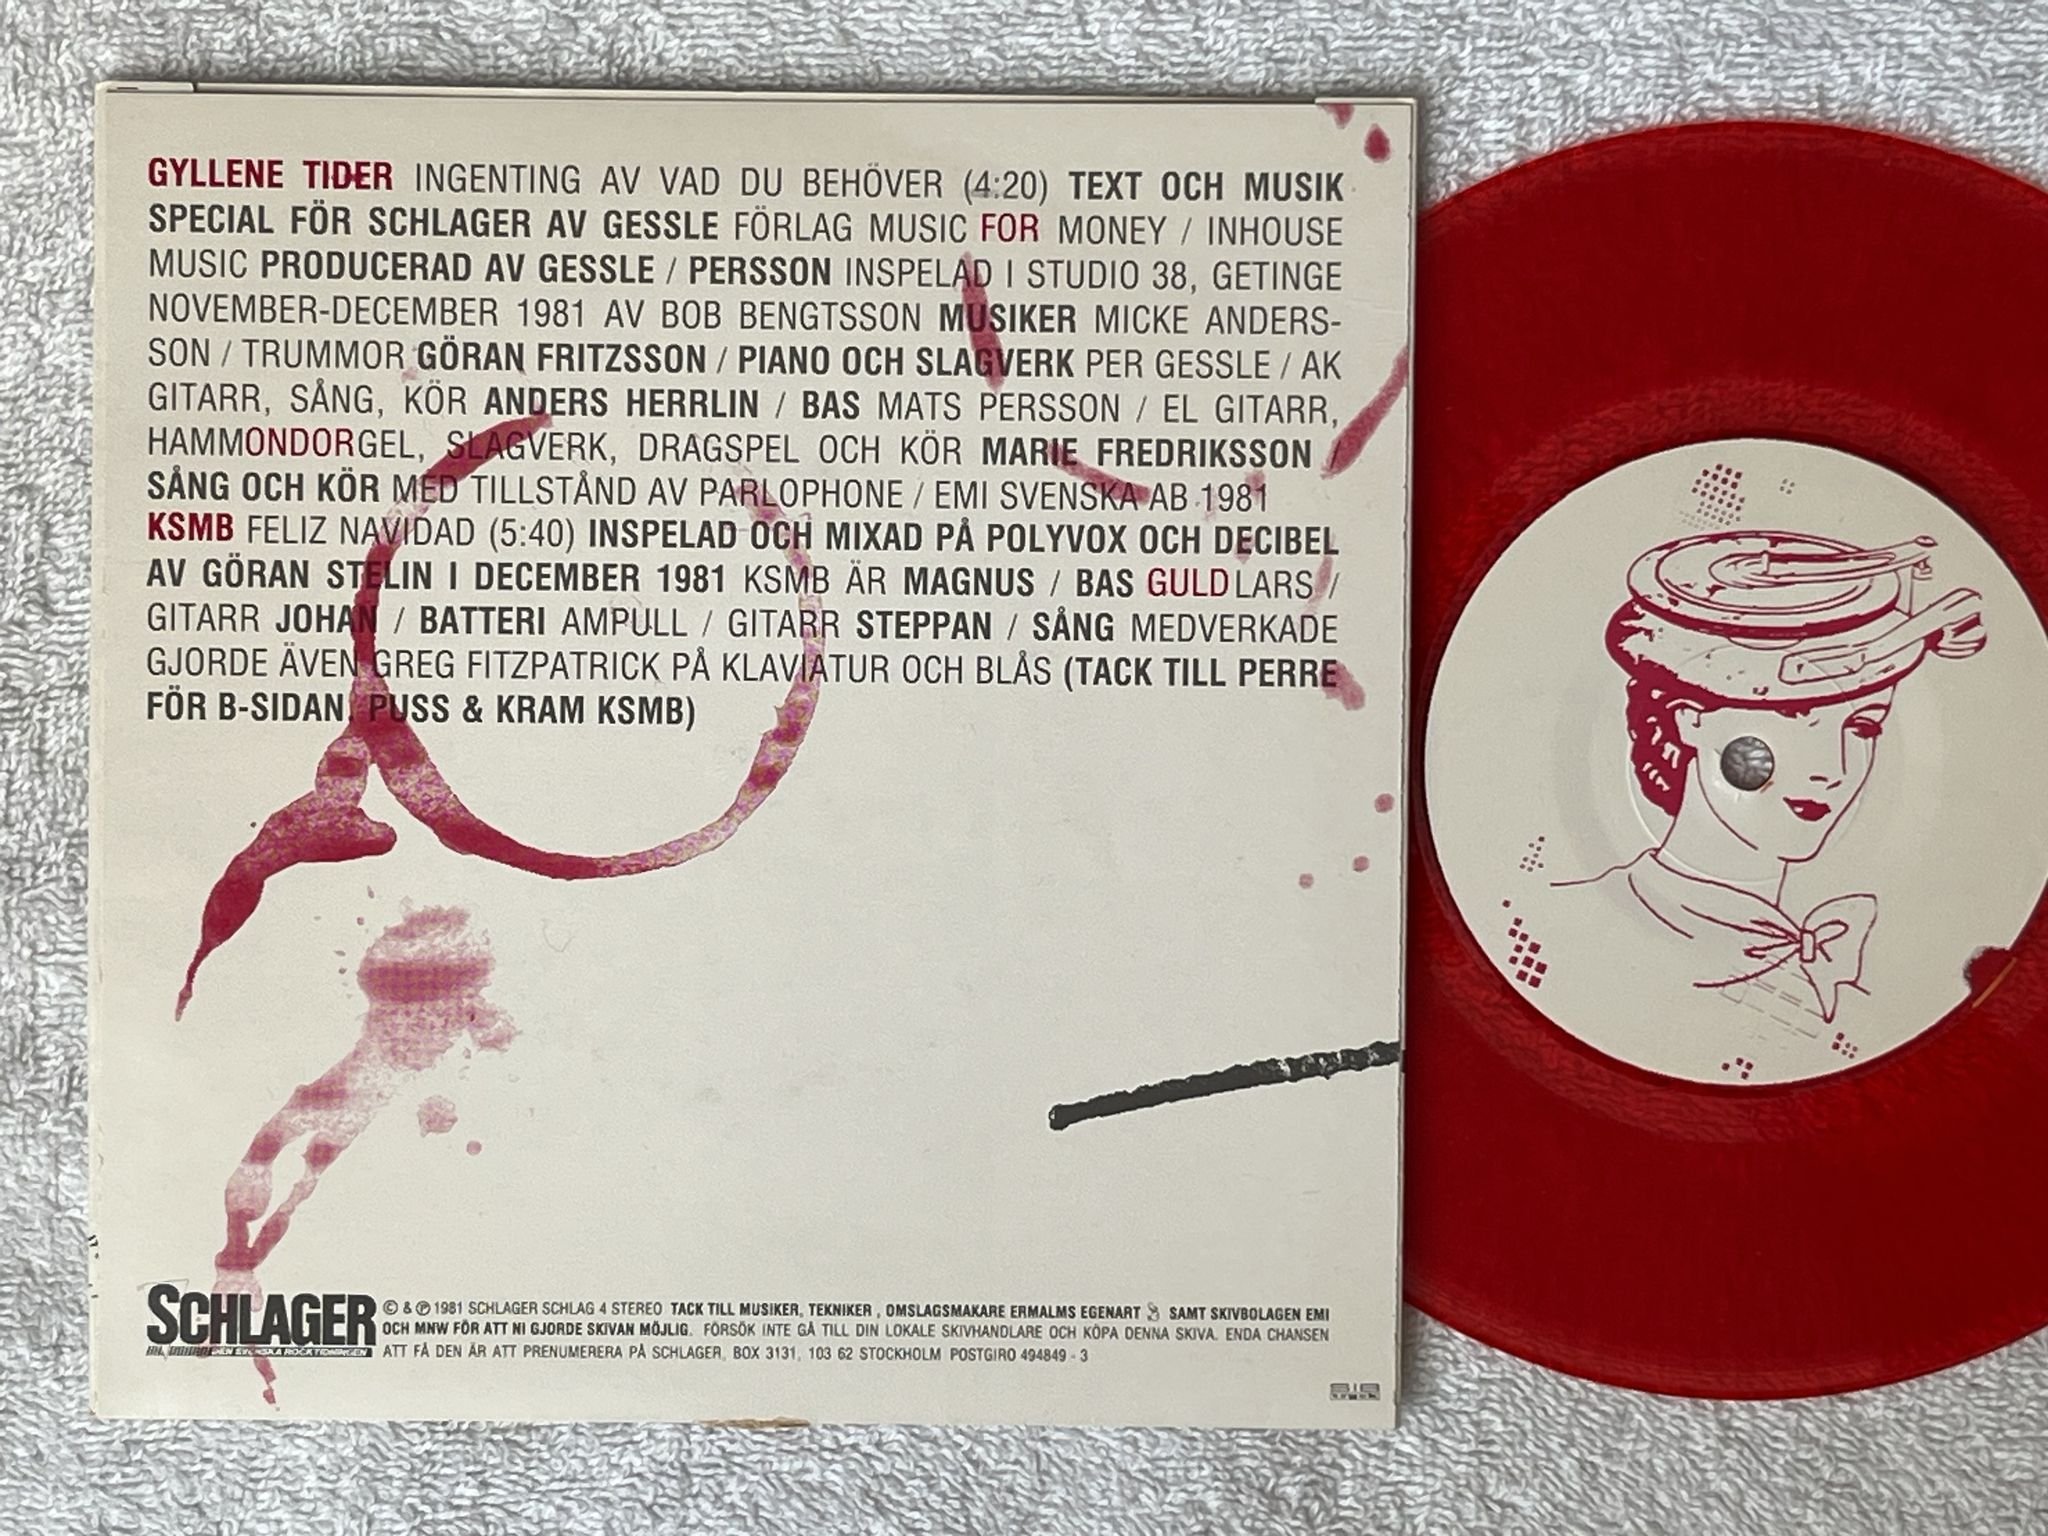 GYLLENE TIDER INGENTING AV VAD DU BEHÖVER (4:20) TEXT OCH MUSIK
SPECIAL FÖR SCHLAGER AV GESSLE FÖRLAG MUSIC FOR MONEY / INHOUSE
MUSIC PRODUCERAD AV GESSLE / PERSSON INSPELAD I STUDIO 38, GETINGE
NOVEMBER-DECEMBER 1981 AV BOB BENGTSSON MUSIKER MICKE ANDERS-
SON / TRUMMOR GÖRAN FRITZSSON / PIANO OCH SLAGVERK PER GESSLE / AK
GITARR, SÅNG, KÖR ANDERS HERRLIN / BAS MATS PERSSON / EL GITARR,
HAMMONDORGEL, SLAGVERK, DRAGSPEL OCH KÖR MARIE FREDRIKSSON /
SÅNG OCH KÖR MED TILLSTÅND AV PARLOPHONE / EMI SVENSKA AB 1981
KSMB FELIZ NAVIDAD (5:40) INSPELAD OCH MIXAD PÅ POLYVOX OCH DECIBEL
AV GÖRAN STELIN I DECEMBER 1981 KSMB ÄR MAGNUS / BAS GULDLARS /
GITARR JOHAN / BATTERI AMPULL / GITARR STEPPAN / SÅNG MEDVERKADE
GJORDE ÄVEN GREG FITZPATRICK PÅ KLAVIATUR OCH BLÅS (TACK TILL PERRE
FÖR B-SIDAN, PUSS & KRAM KSMB)
SCHLAGER
DEN SVENSKA ROCKTIDNINGEN
© & ℗ 1981 SCHLAGER SCHLAG 4 STEREO TACK TILL MUSIKER, TEKNIKER, OMSLAGSMAKARE ERMALMS EGENART SAMT SKIVBOLAGEN EMI
OCH MNW FÖR ATT NI GJORDE SKIVAN MÖJLIG. FÖRSÖK INTE GÅ TILL DIN LOKALE SKIVHANDLARE OCH KÖPA DENNA SKIVA. ENDA CHANSEN
ATT FÅ DEN ÄR ATT PRENUMERERA PÅ SCHLAGER, BOX 3131, 103 62 STOCKHOLM POSTGIRO 494849 - 3